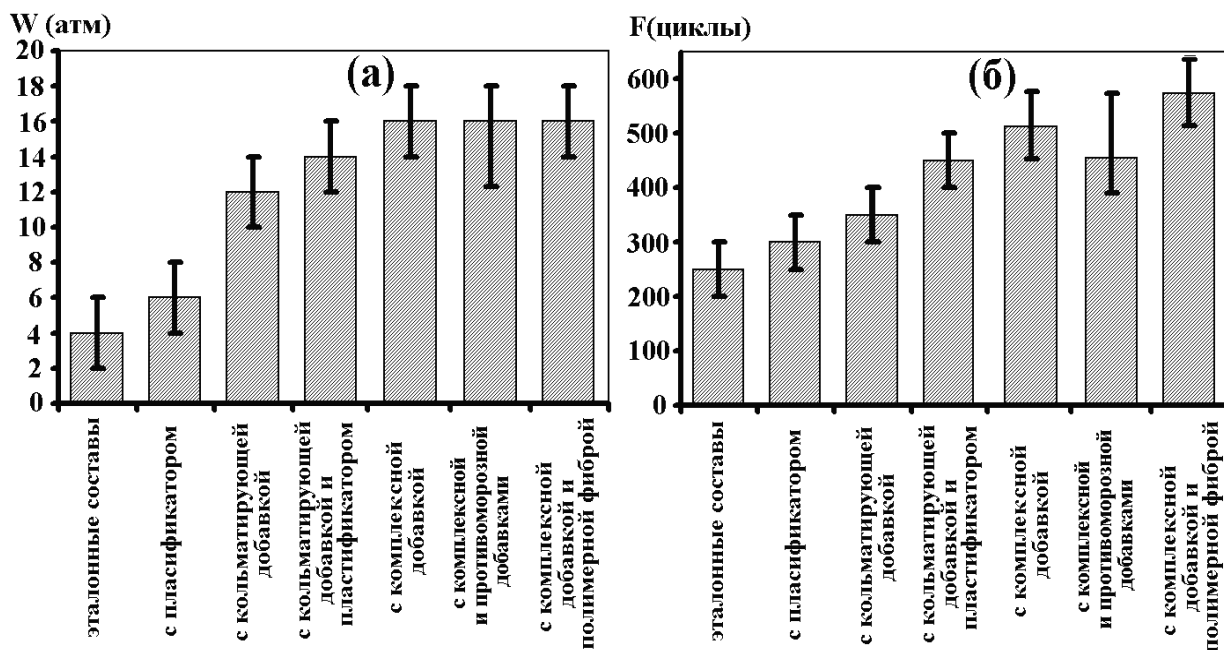 W (атм)
(а)
20
18
16
14
12
10
8
6
4
2
0
эталонные составы
с пласификатором
с кольматирующей
добавкой
с кольматирующей
добавкой и
пластификатором
с комплексной
добавкой
с комплексной
и противоморозной
добавками
с комплексной
добавкой и
полимерной фиброй
F(циклы)
(б)
600
500
400
300
200
100
0
эталонные составы
с пласификатором
с кольматирующей
добавкой
с кольматирующей
добавкой и
пластификатором
с комплексной
добавкой
с комплексной
и противоморозной
добавками
с комплексной
добавкой и
полимерной фиброй